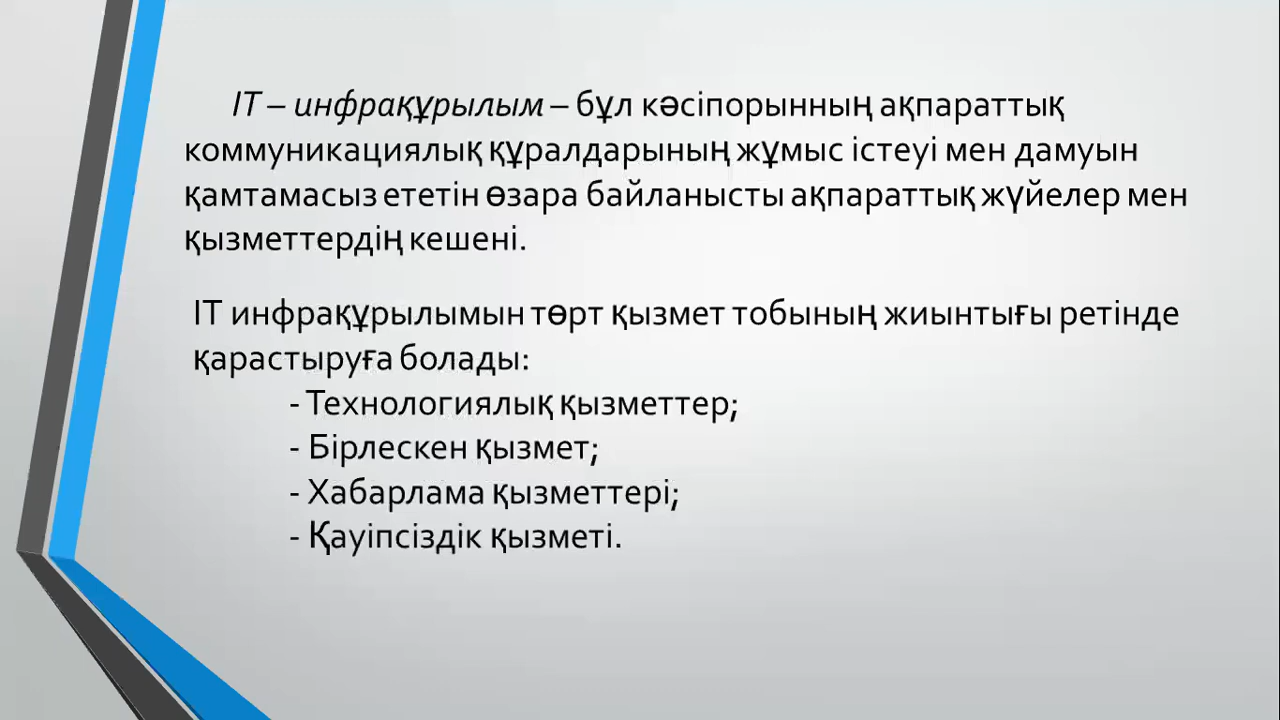 IT – инфрақұрылым – бұл кәсіпорынның ақпараттық
коммуникациялық құралдарының жұмыс істеуі мен дамуын
қамтамасыз ететін өзара байланысты ақпараттық жүйелер мен
қызметтердің кешені.
IT инфрақұрылымын төрт қызмет тобының жиынтығы ретінде
қарастыруға болады:
- Технологиялық қызметтер;
- Бірлескен қызмет;
- Хабарлама қызметтері;
- Қауіпсіздік қызметі.